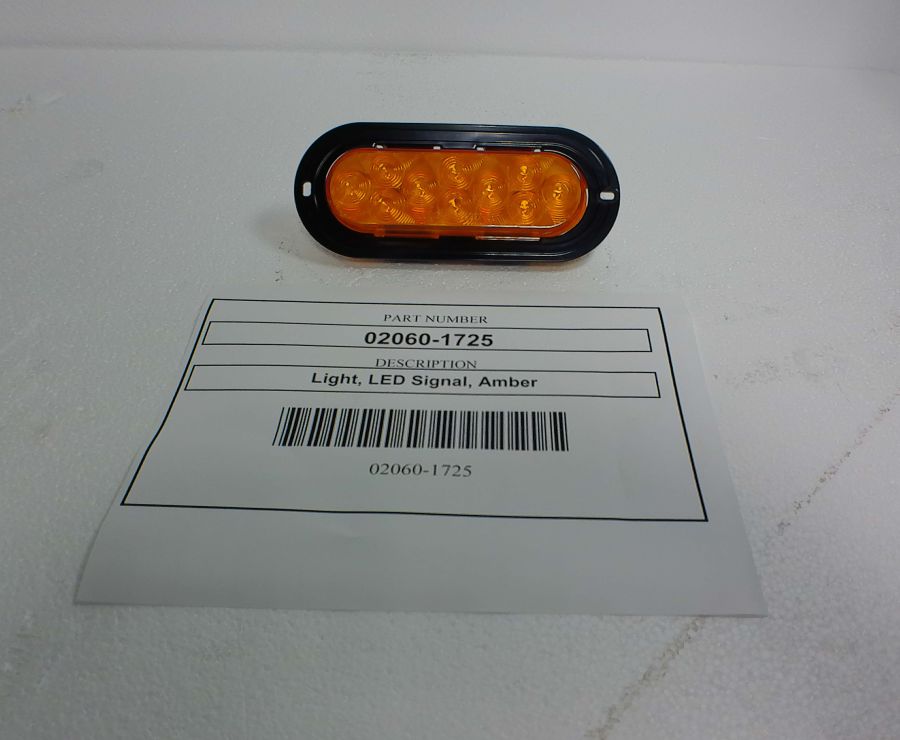 PART NUMBER
02060-1725
DESCRIPTION
Light, LED Signal, Amber
02060-1725